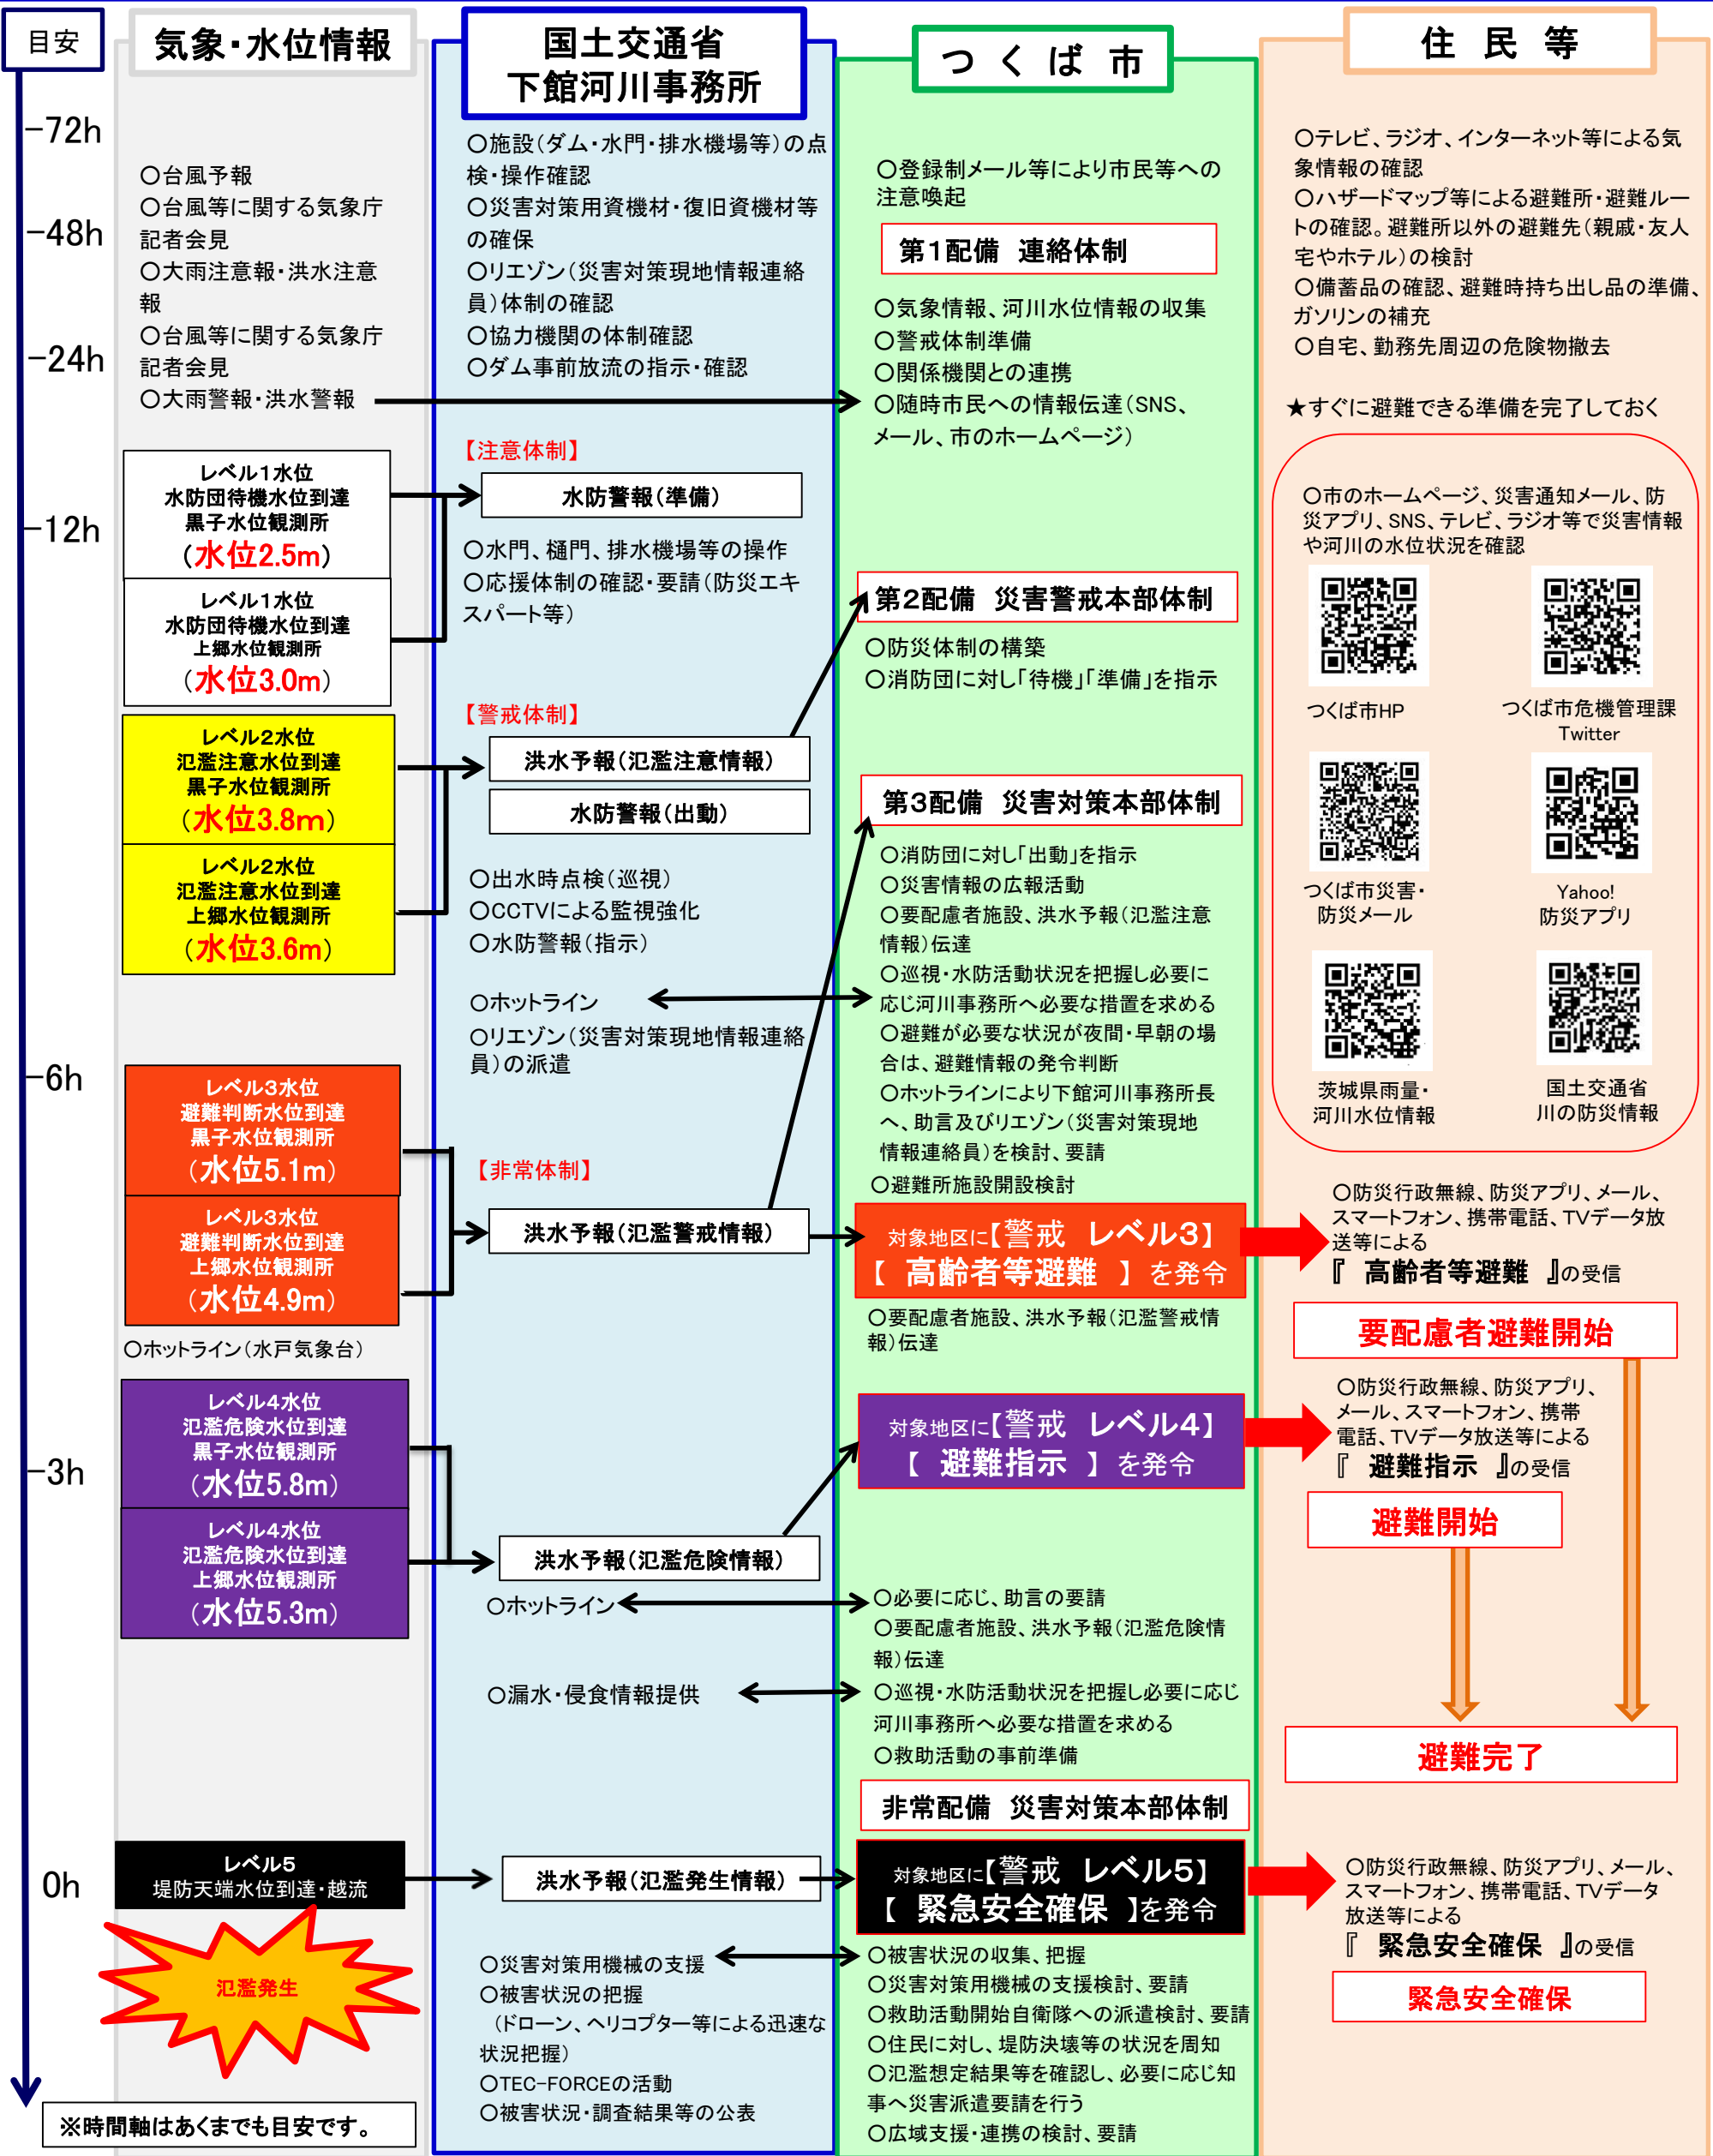 目安
-72h
-48h
-24h
-12h
-6h
-3h
0h
気象・水位情報
○台風予報
○台風等に関する気象庁
記者会見
○大雨注意報・洪水注意
報
○台風等に関する気象庁
記者会見
○大雨警報・洪水警報
レベル1水位
水防団待機水位到達
黒子水位観測所
（水位2.5m）
レベル1水位
水防団待機水位到達
上郷水位観測所
（水位3.0m）
レベル2水位
氾濫注意水位到達
黒子水位観測所
（水位3.8m）
レベル2水位
氾濫注意水位到達
上郷水位観測所
（水位3.6m）
レベル3水位
避難判断水位到達
黒子水位観測所
（水位5.1m）
レベル3水位
避難判断水位到達
上郷水位観測所
（水位4.9m）
○ホットライン（水戸気象台）
レベル4水位
氾濫危険水位到達
黒子水位観測所
（水位5.8m）
レベル4水位
氾濫危険水位到達
上郷水位観測所
（水位5.3m）
レベル5
堤防天端水位到達・越流
氾濫発生
※時間軸はあくまでも目安です。
国土交通省
下館河川事務所
○施設（ダム・水門・排水機場等）の点
検・操作確認
○災害対策用資機材・復旧資機材等
の確保
○リエゾン（災害対策現地情報連絡
員）体制の確認
○協力機関の体制確認
○ダム事前放流の指示・確認
【注意体制】
水防警報（準備）
○水門、樋門、排水機場等の操作
○応援体制の確認・要請（防災エキ
スパート等）
【警戒体制】
洪水予報（氾濫注意情報）
水防警報（出動）
○出水時点検（巡視）
○CCTVによる監視強化
○水防警報（指示）
○ホットライン
○リエゾン（災害対策現地情報連絡
員）の派遣
【非常体制】
洪水予報（氾濫警戒情報）
洪水予報（氾濫危険情報）
○ホットライン
○漏水・侵食情報提供
洪水予報（氾濫発生情報）
○災害対策用機械の支援
○被害状況の把握
（ドローン、ヘリコプター等による迅速な
状況把握）
○TEC-FORCEの活動
○被害状況・調査結果等の公表
つくば市
○登録制メール等により市民等への
注意喚起
第1配備 連絡体制
○気象情報、河川水位情報の収集
○警戒体制準備
○関係機関との連携
○随時市民への情報伝達（SNS、
メール、市のホームページ）
第2配備 災害警戒本部体制
○防災体制の構築
○消防団に対し「待機」「準備」を指示
第3配備 災害対策本部体制
○消防団に対し「出動」を指示
○災害情報の広報活動
○要配慮者施設、洪水予報（氾濫注意
情報）伝達
○巡視・水防活動状況を把握し必要に
応じ河川事務所へ必要な措置を求める
○避難が必要な状況が夜間・早朝の場
合は、避難情報の発令判断
○ホットラインにより下館河川事務所長
へ、助言及びリエゾン（災害対策現地
情報連絡員）を検討、要請
○避難所施設開設検討
対象地区に【警戒 レベル3】
【 高齢者等避難 】 を発令
○要配慮者施設、洪水予報（氾濫警戒情
報）伝達
対象地区に【警戒 レベル4】
【 避難指示 】 を発令
○必要に応じ、助言の要請
○要配慮者施設、洪水予報（氾濫危険情
報）伝達
○巡視・水防活動状況を把握し必要に応じ
河川事務所へ必要な措置を求める
○救助活動の事前準備
非常配備 災害対策本部体制
対象地区に【警戒 レベル5】
【 緊急安全確保 】を発令
○被害状況の収集、把握
○災害対策用機械の支援検討、要請
○救助活動開始自衛隊への派遣検討、要請
○住民に対し、堤防決壊等の状況を周知
○氾濫想定結果等を確認し、必要に応じ知
事へ災害派遣要請を行う
○広域支援・連携の検討、要請
住民等
○テレビ、ラジオ、インターネット等による気
象情報の確認
○ハザードマップ等による避難所・避難ルー
トの確認。避難所以外の避難先（親戚・友人
宅やホテル）の検討
○備蓄品の確認、避難時持ち出し品の準備、
ガソリンの補充
○自宅、勤務先周辺の危険物撤去
★すぐに避難できる準備を完了しておく
○市のホームページ、災害通知メール、防
災アプリ、SNS、テレビ、ラジオ等で災害情報
や河川の水位状況を確認
つくば市HP
つくば市危機管理課
Twitter
つくば市災害・
防災メール
Yahoo!
防災アプリ
茨城県雨量・
河川水位情報
国土交通省
川の防災情報
○防災行政無線、防災アプリ、メール、
スマートフォン、携帯電話、TVデータ放
送等による
『 高齢者等避難 』の受信
要配慮者避難開始
○防災行政無線、防災アプリ、
メール、スマートフォン、携帯
電話、TVデータ放送等による
『 避難指示 』の受信
避難開始
避難完了
○防災行政無線、防災アプリ、メール、
スマートフォン、携帯電話、TVデータ
放送等による
『 緊急安全確保 』の受信
緊急安全確保